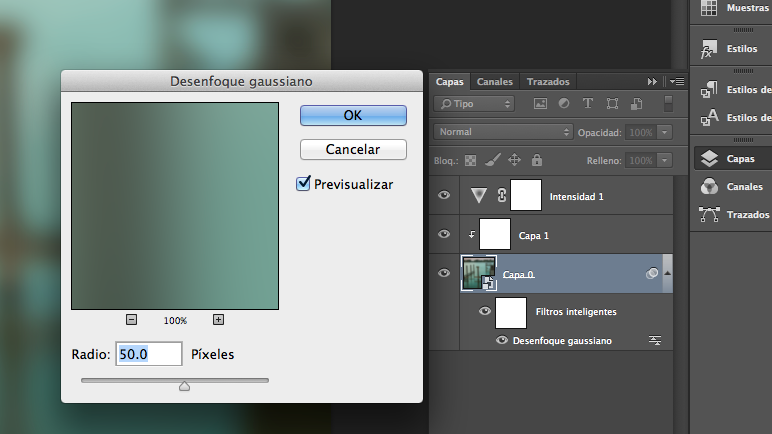 Desenfoque gaussiano
OK
Cancelar
Previsualizar
100%
Radio: 50.0 Píxeles
Capas Canales Trazados
Tipo
Normal Opacidad: 100%
Bloq.: Relleno: 100%
Intensidad 1
Capa 1
Capa 0
Filtros inteligentes
Desenfoque gaussiano
Muestras
Estilos
Estilos de
Estilos de
Capas
Canales
Trazados